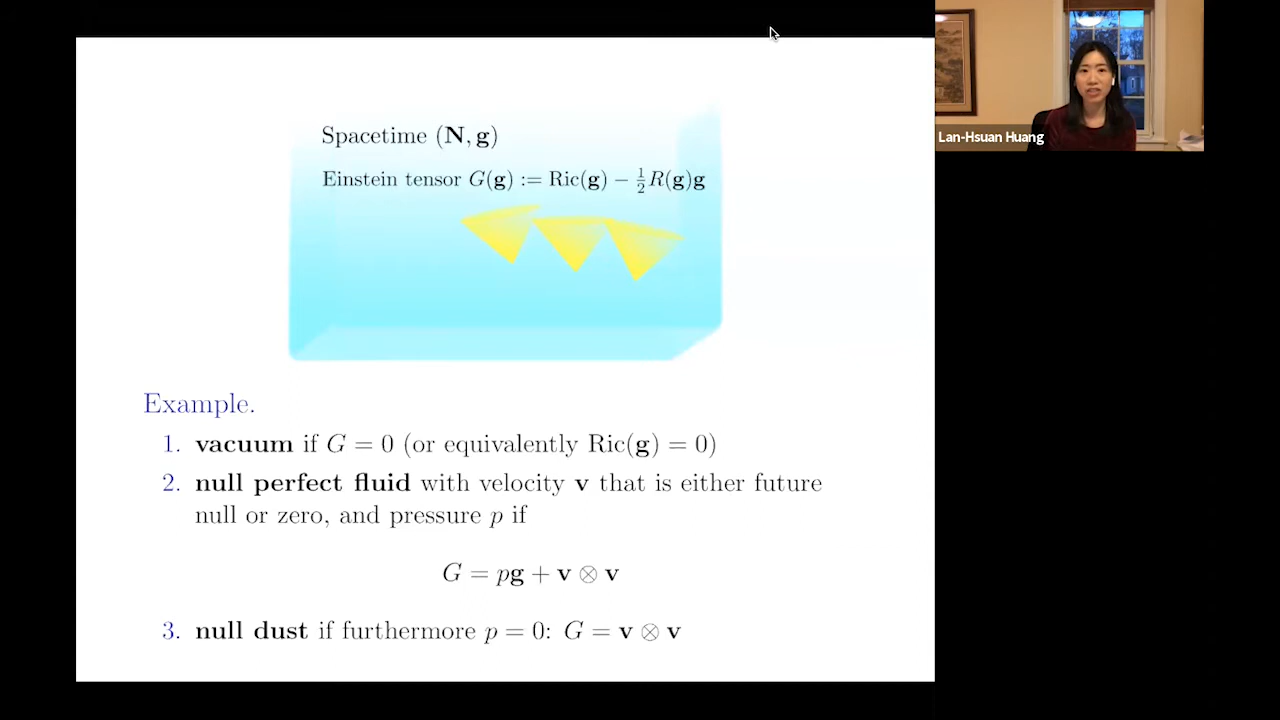 Spacetime (N, g)
Einstein tensor G(g) := Ric(g) − ½R(g)g
Lan-Hsuan Huang
Example.
1. vacuum if G = 0 (or equivalently Ric(g) = 0)
2. null perfect fluid with velocity v that is either future
null or zero, and pressure p if
G = pg + v ⊗ v
3. null dust if furthermore p = 0: G = v ⊗ v